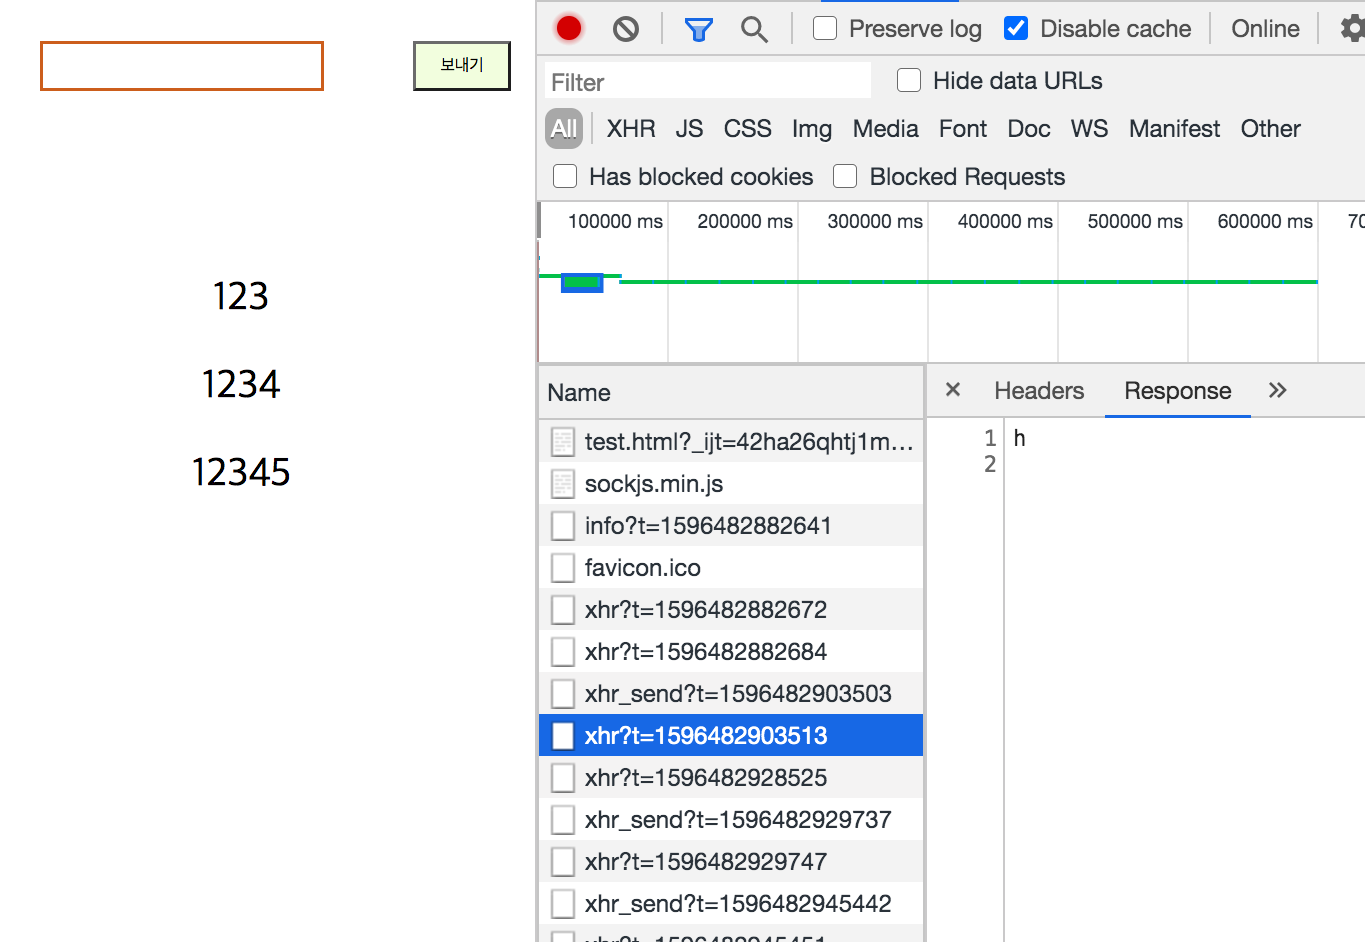 보내기
123
1234
12345
Preserve log
Disable cache
Online
Filter
Hide data URLs
All XHR JS CSS Img Media Font Doc WS Manifest Other
Has blocked cookies
Blocked Requests
100000 ms 200000 ms 300000 ms 400000 ms 500000 ms 600000 ms 70
Name
test.html?_ijt=42ha26qhtj1m...
sockjs.min.js
info?t=1596482882641
favicon.ico
xhr?t=1596482882672
xhr?t=1596482882684
xhr_send?t=1596482903503
xhr?t=1596482903513
xhr?t=1596482928525
xhr_send?t=1596482929737
xhr?t=1596482929747
xhr_send?t=1596482945442
× Headers Response »
1 h
2